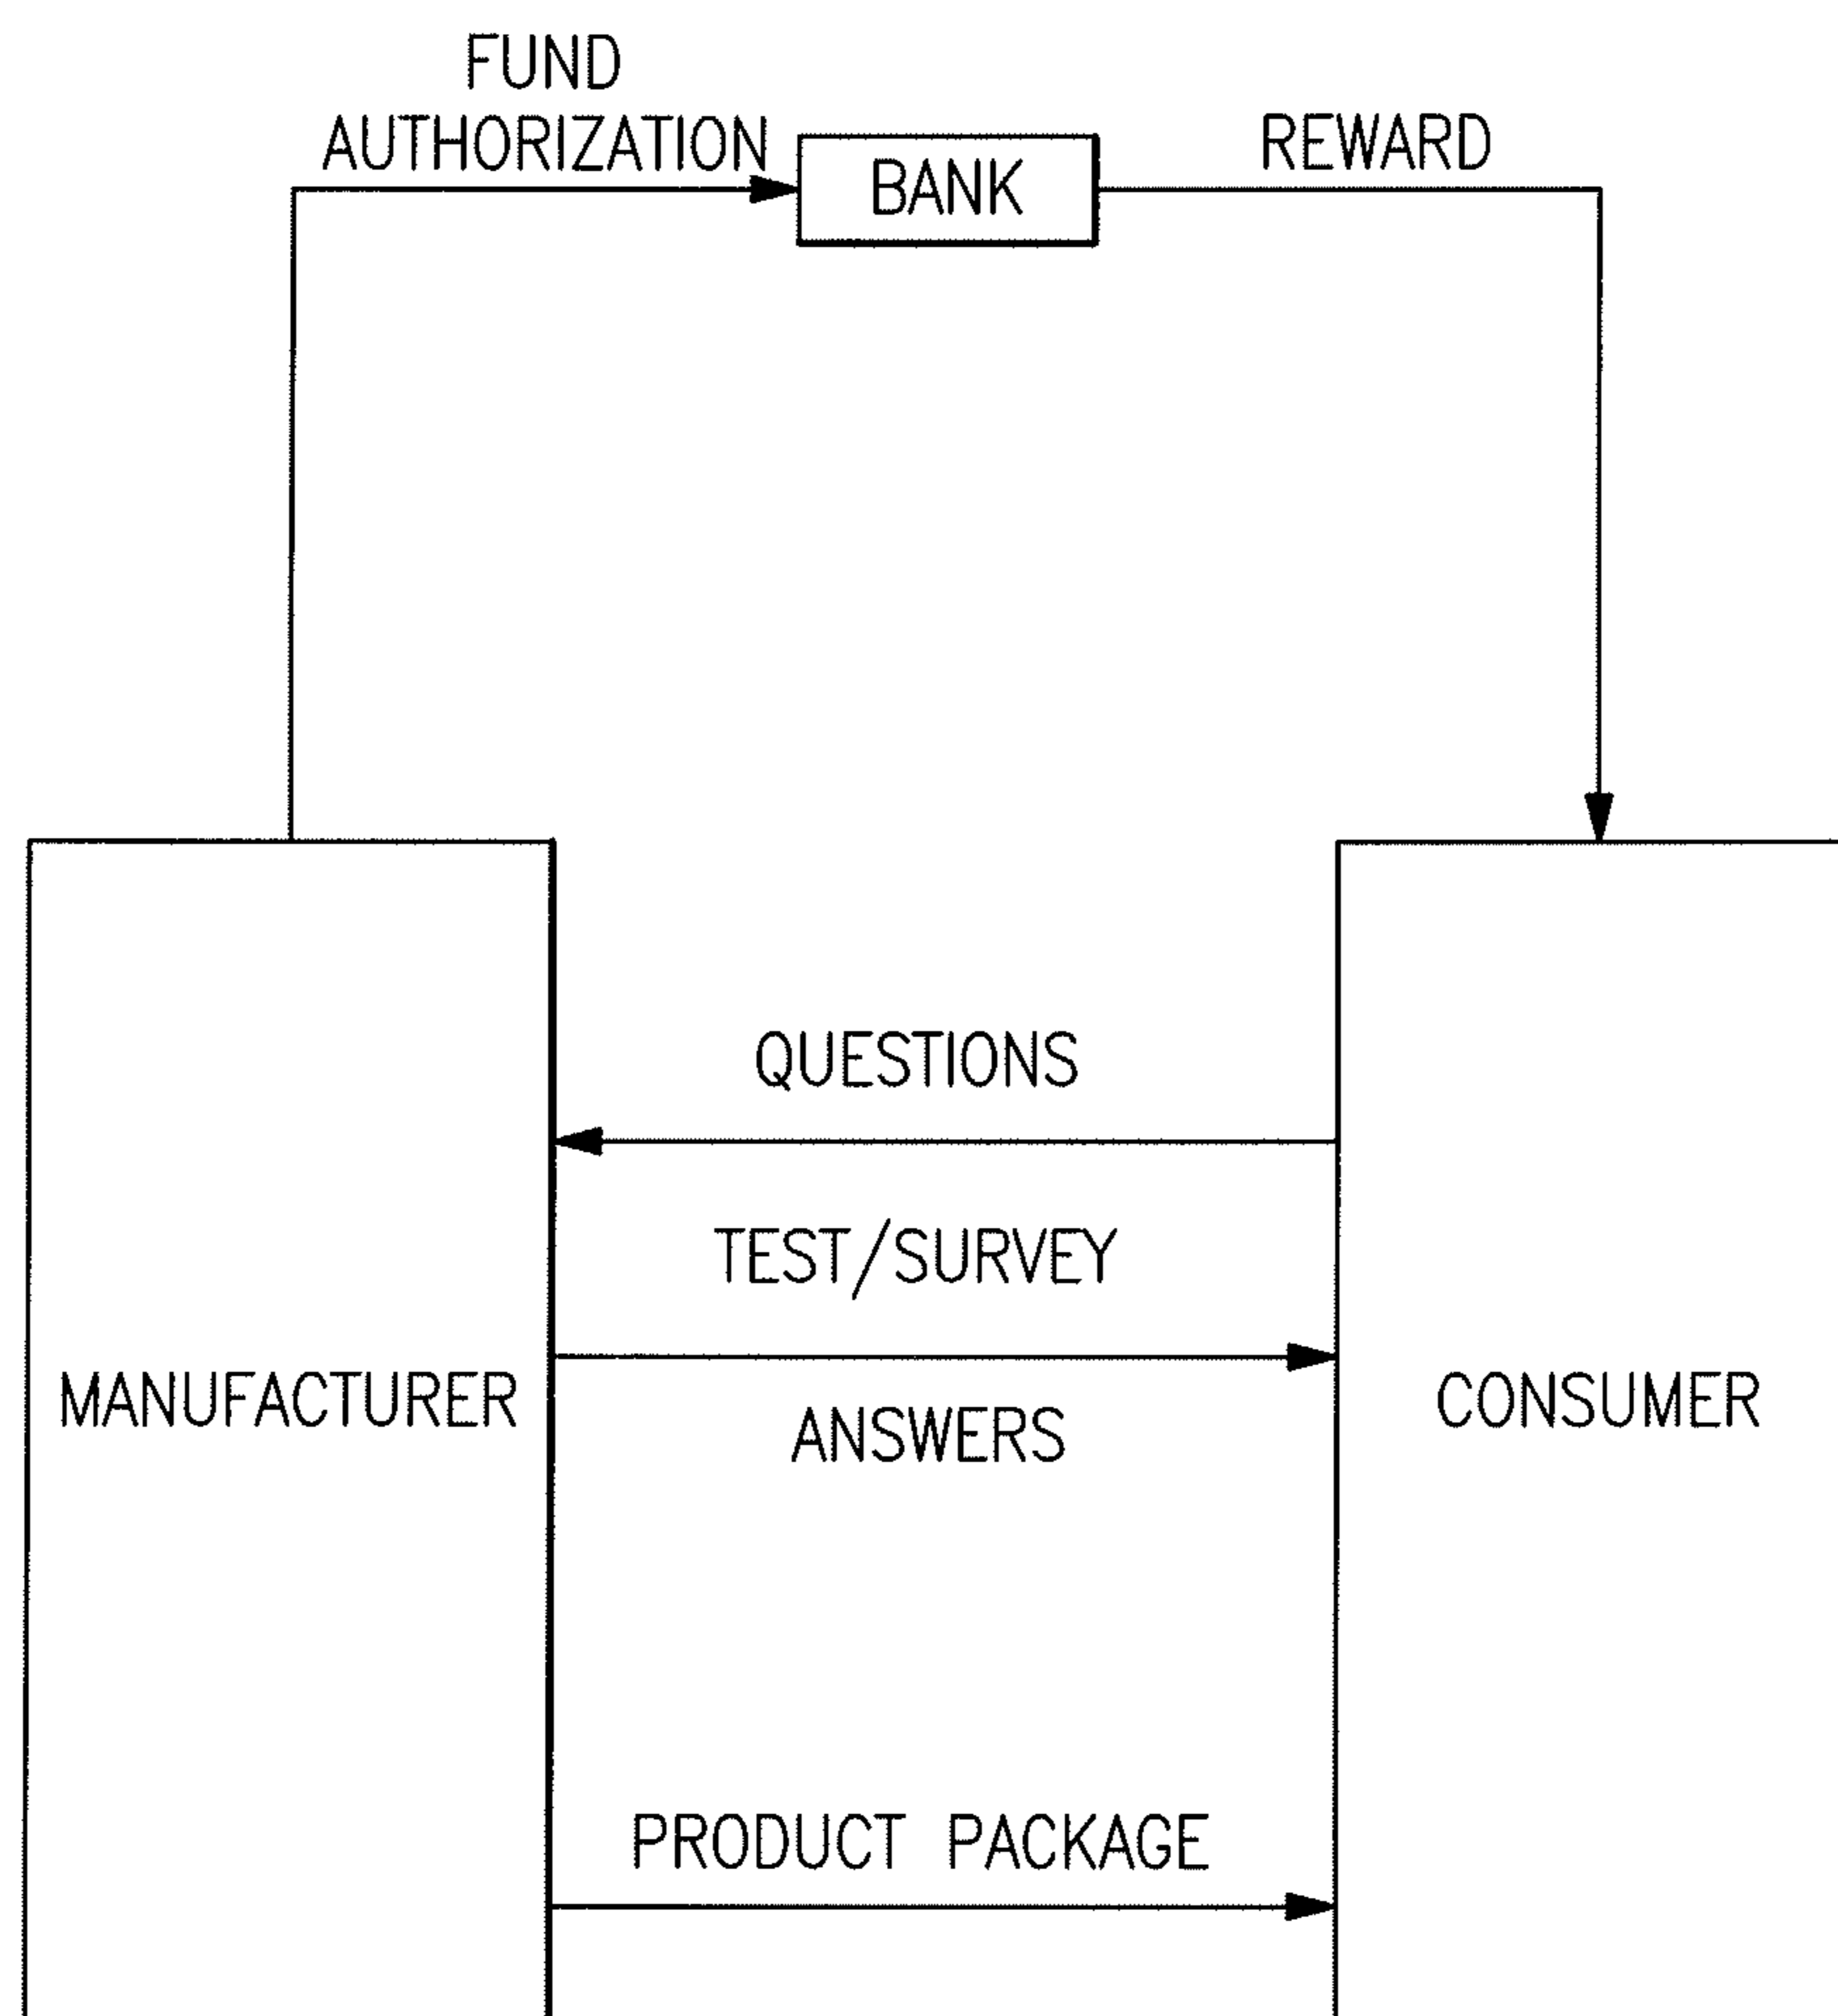 FUND
AUTHORIZATION
BANK
REWARD
QUESTIONS
TEST/SURVEY
MANUFACTURER
ANSWERS
CONSUMER
PRODUCT PACKAGE